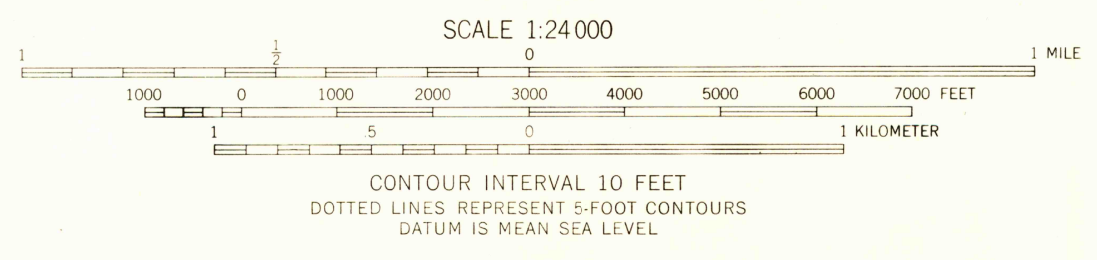 SCALE 1:24 000
1 1/2 0 1 MILE
1000 0 1000 2000 3000 4000 5000 6000 7000 FEET
1 .5 0 1 KILOMETER
CONTOUR INTERVAL 10 FEET
DOTTED LINES REPRESENT 5-FOOT CONTOURS
DATUM IS MEAN SEA LEVEL